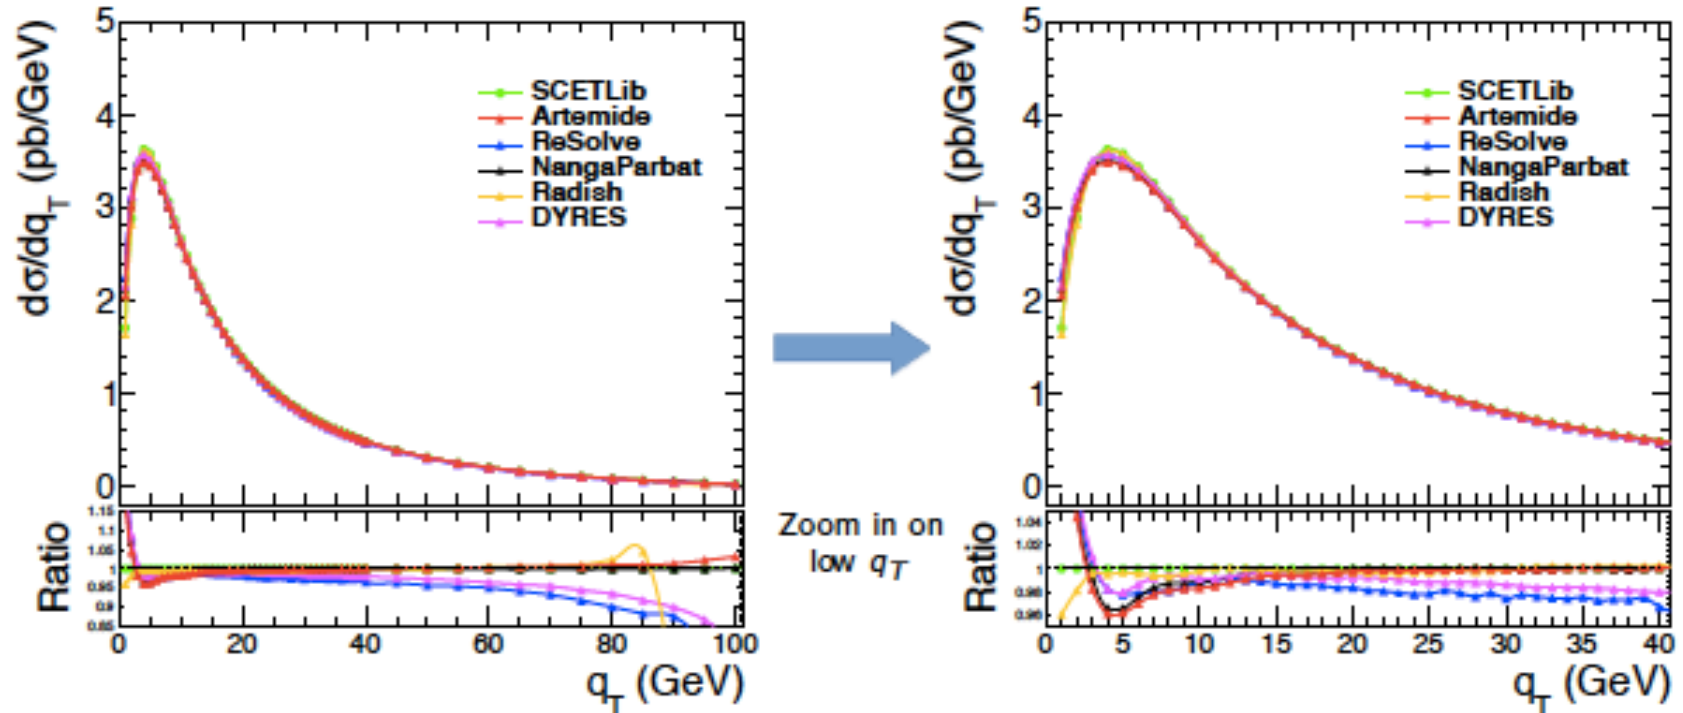 dσ/dq_T (pb/GeV)
5
4
3
2
1
0
SCETLib
Artemide
ReSolve
NangaParbat
Radish
DYRES
Ratio
1.15
1.1
1.05
1
0.95
0.9
0.85
0 20 40 60 80 100
q_T (GeV)
Zoom in on
low q_T
dσ/dq_T (pb/GeV)
5
4
3
2
1
0
SCETLib
Artemide
ReSolve
NangaParbat
Radish
DYRES
Ratio
1.04
1.02
1
0.98
0.96
0 5 10 15 20 25 30 35 40
q_T (GeV)